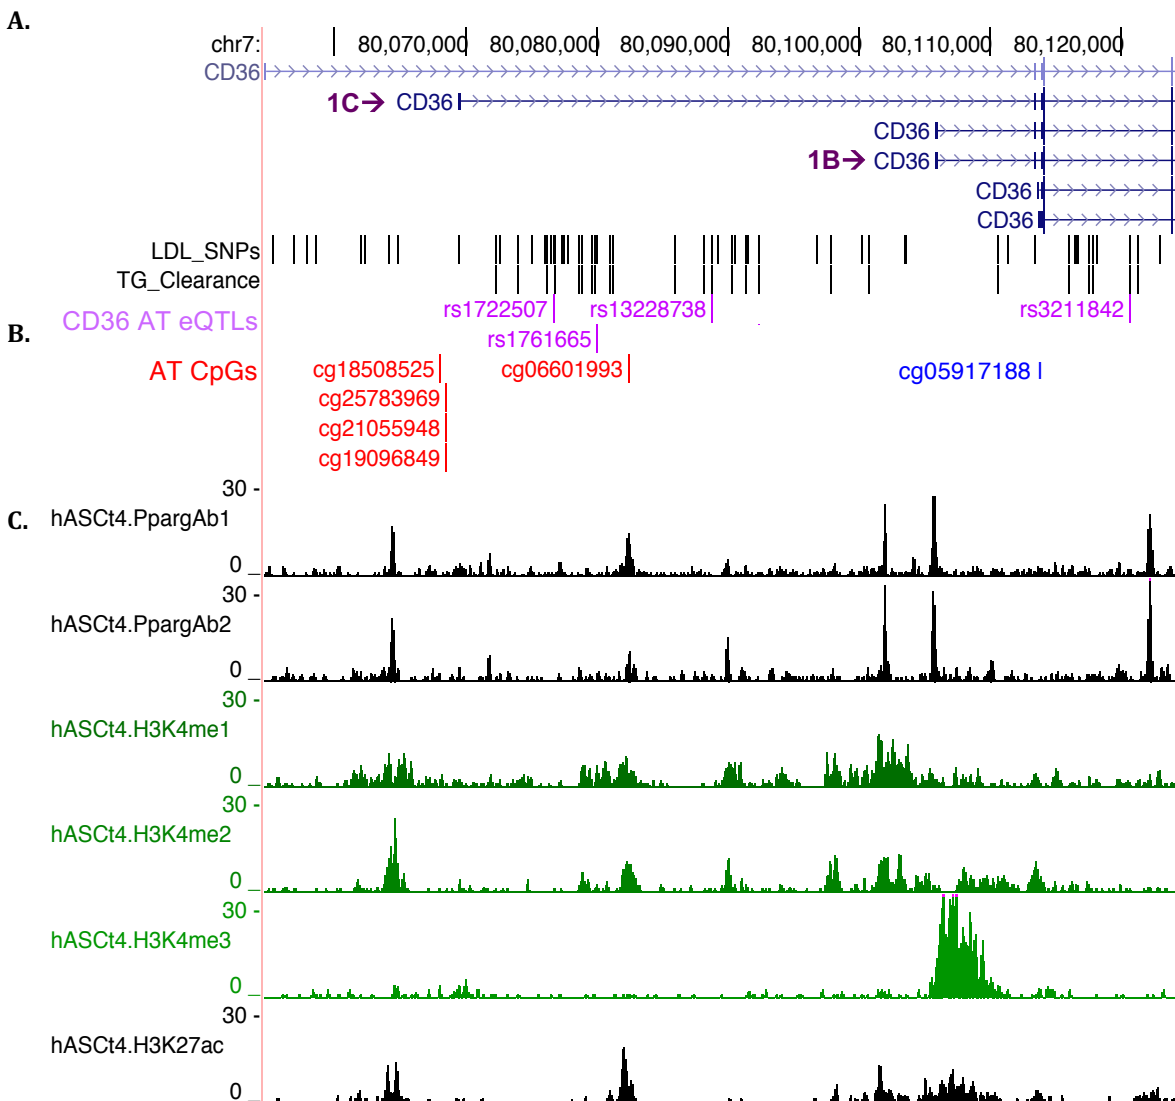 A.
chr7: 80,070,000 80,080,000 80,090,000 80,100,000 80,110,000 80,120,000
CD36
1C→ CD36
CD36
1B→ CD36
CD36
CD36
LDL_SNPs
TG_Clearance
rs1722507 rs13228738 rs3211842
CD36 AT eQTLs
B.
rs1761665
AT CpGs cg18508525 cg06601993 cg05917188
cg25783969
cg21055948
cg19096849
30 -
C. hASCt4.PpargAb1
0 _
30 -
hASCt4.PpargAb2
0 _
30 -
hASCt4.H3K4me1
0 _
30 -
hASCt4.H3K4me2
0 _
30 -
hASCt4.H3K4me3
0 _
30 -
hASCt4.H3K27ac
0 _